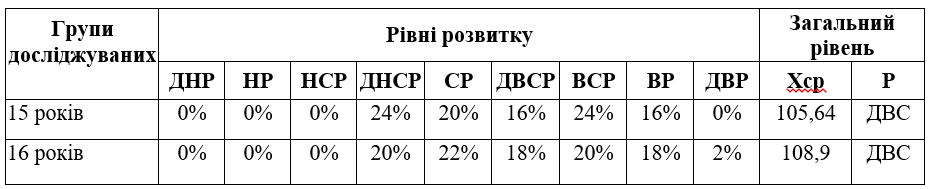 Групи досліджуваних Рівні розвитку Загальний рівень
ДНР НР НСР ДНСР СР ДВСР ВСР ВР ДВР Хср Р
15 років 0% 0% 0% 24% 20% 16% 24% 16% 0% 105,64 ДВС
16 років 0% 0% 0% 20% 22% 18% 20% 18% 2% 108,9 ДВС